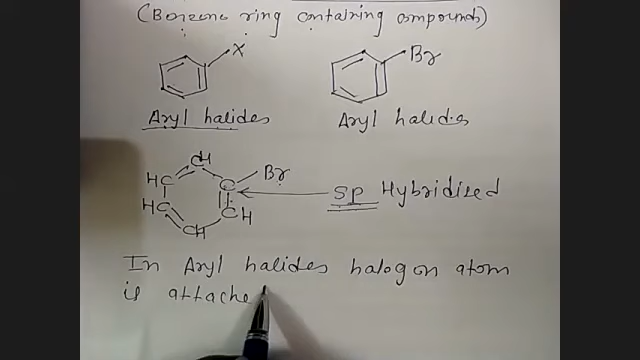 (Benzene ring containing compounds)
X
Br
Aryl halides
Aryl halides
CH
HC
C
Br
HC
CH
CH
SP Hybridised
In Aryl halides halogen atom
is attache